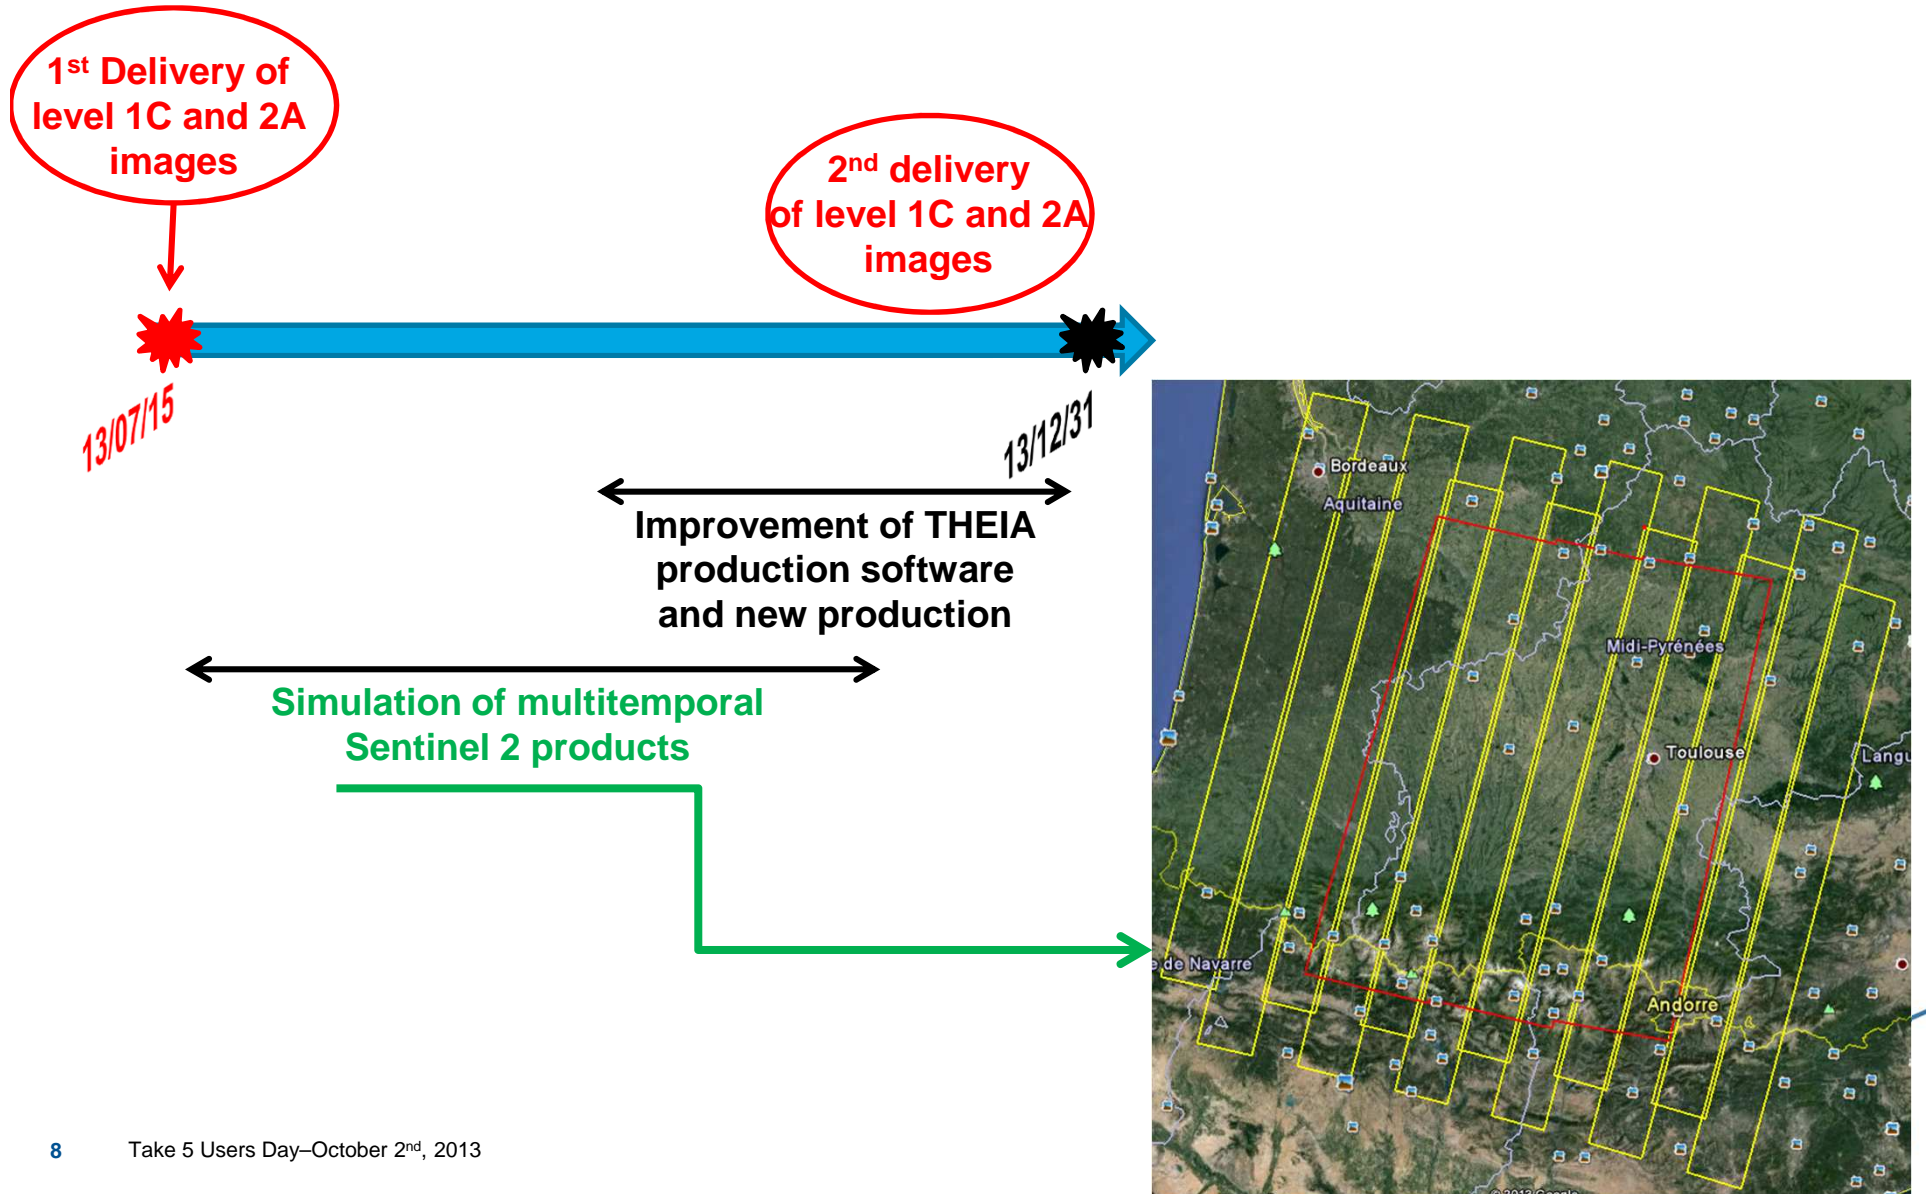 1st Delivery of
level 1C and 2A
images
2nd delivery
of level 1C and 2A
images
13/07/15
13/12/31
Improvement of THEIA
production software
and new production
Simulation of multitemporal
Sentinel 2 products
Bordeaux
Aquitaine
Midi-Pyrénées
Toulouse
Langu
e de Navarre
Andorre
© 2013 Google
8
Take 5 Users Day–October 2nd, 2013